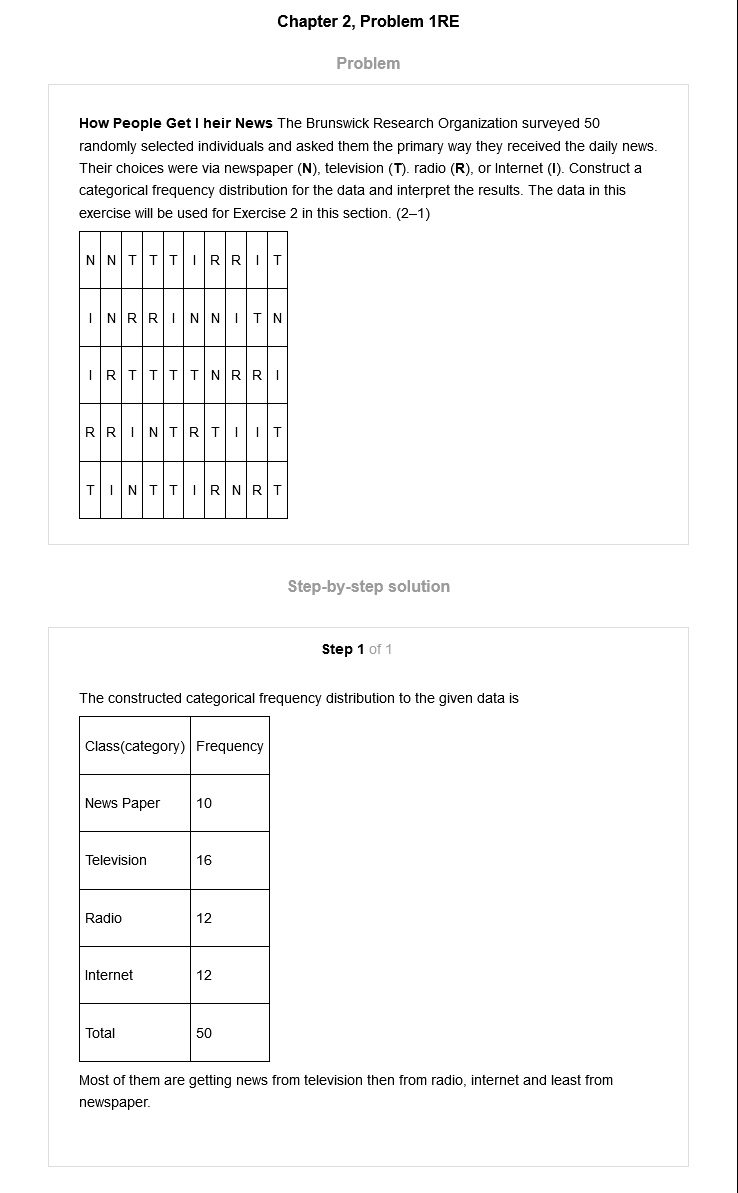 Chapter 2, Problem 1RE
Problem
How People Get I heir News The Brunswick Research Organization surveyed 50
randomly selected individuals and asked them the primary way they received the daily news.
Their choices were via newspaper (N), television (T). radio (R), or Internet (I). Construct a
categorical frequency distribution for the data and interpret the results. The data in this
exercise will be used for Exercise 2 in this section. (2–1)
N N T T T I R R I T
I N R R I N N I T N
I R T T T T N R R I
R R I N T R T I I T
T I N T T I R N R T
Step-by-step solution
Step 1 of 1
The constructed categorical frequency distribution to the given data is
Class(category) Frequency
News Paper 10
Television 16
Radio 12
Internet 12
Total 50
Most of them are getting news from television then from radio, internet and least from
newspaper.